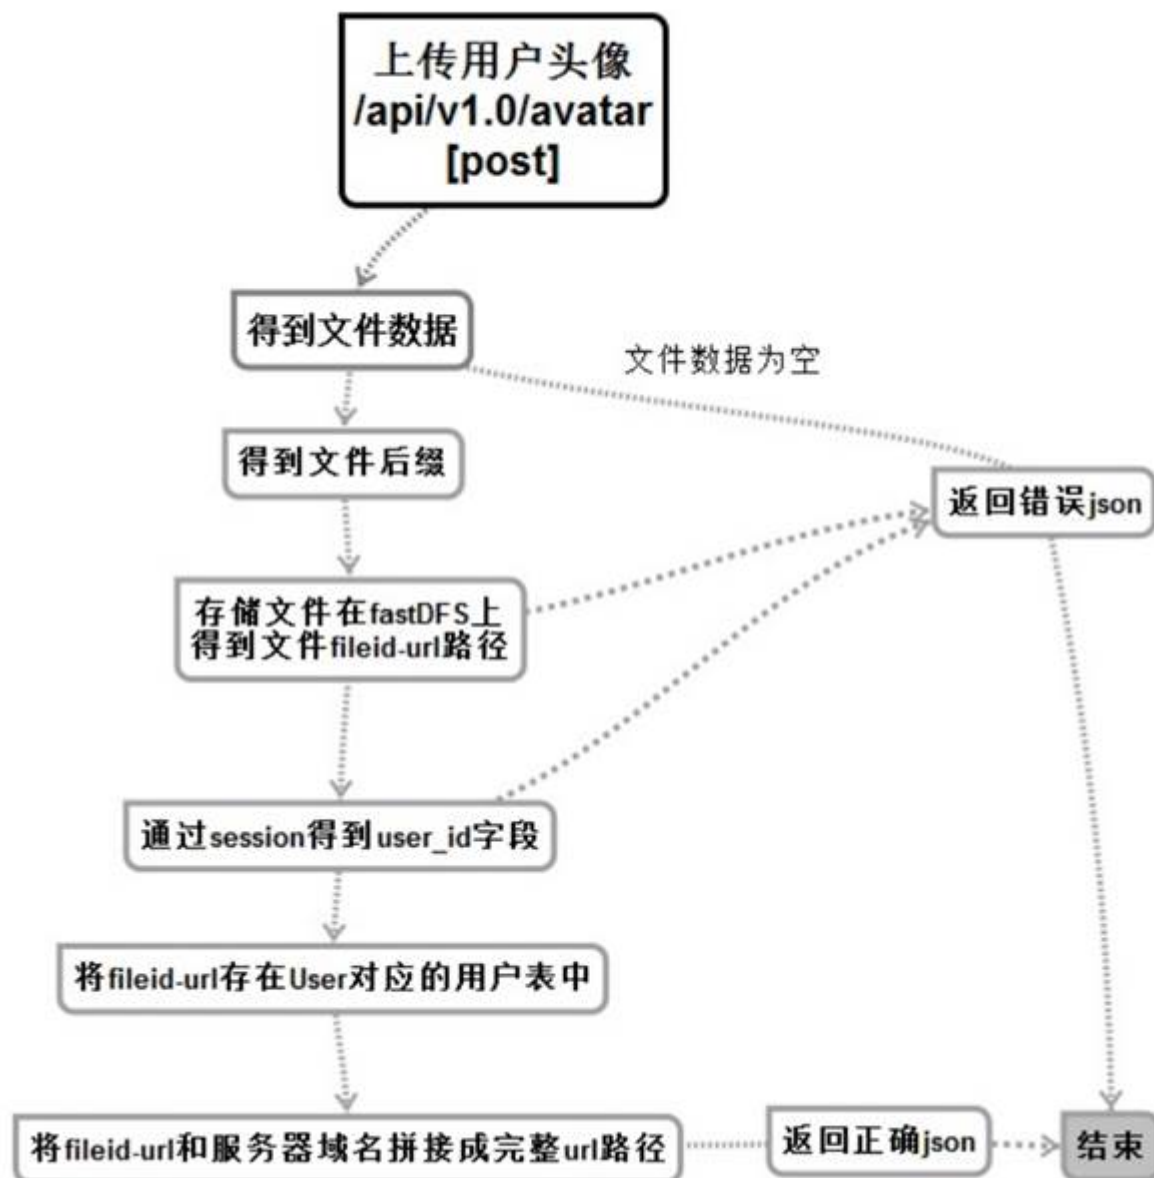 上传用户头像
/api/v1.0/avatar
[post]
得到文件数据
文件数据为空
得到文件后缀
返回错误json
存储文件在fastDFS上
得到文件fileid-url路径
通过session得到user_id字段
将fileid-url存在User对应的用户表中
将fileid-url和服务器域名拼接成完整url路径
返回正确json
结束